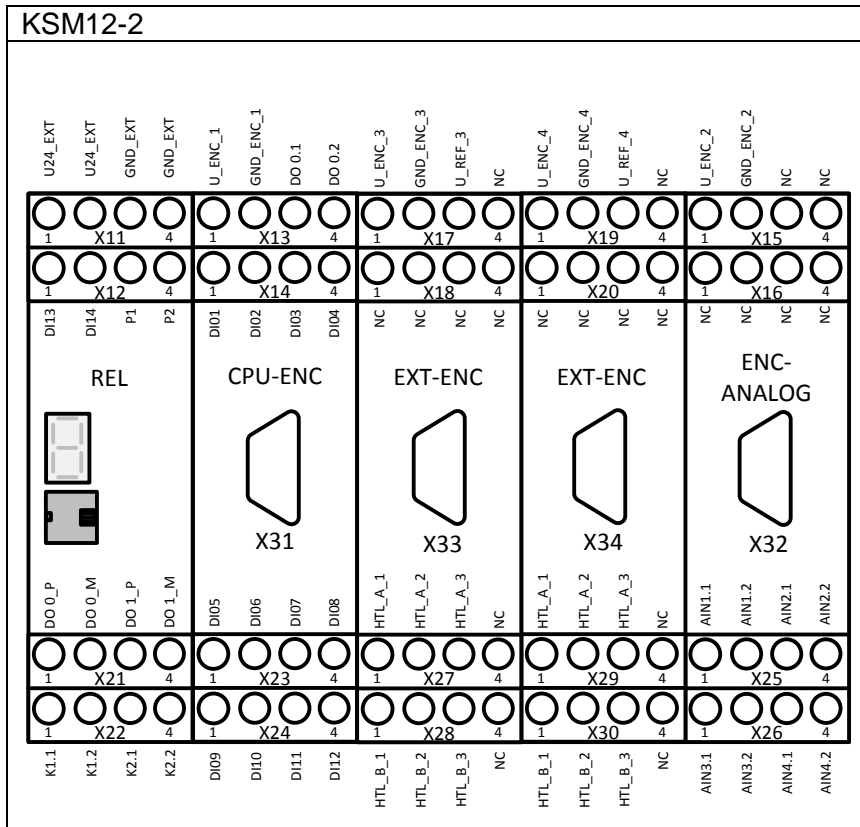 KSM12-2
U24_EXT U24_EXT GND_EXT GND_EXT U_ENC_1 GND_ENC_1 DO 0.1 DO 0.2 U_ENC_3 GND_ENC_3 U_REF_3 NC U_ENC_4 GND_ENC_4 U_REF_4 NC U_ENC_2 GND_ENC_2 NC NC
1 X11 4 1 X13 4 1 X17 4 1 X19 4 1 X15 4
1 X12 4 1 X14 4 1 X18 4 1 X20 4 1 X16 4
DI13 DI14 P1 P2 DI01 DI02 DI03 DI04 NC NC NC NC NC NC NC NC NC NC NC NC
REL CPU-ENC EXT-ENC EXT-ENC ENC-
ANALOG
X31 X33 X34 X32
DO 0_P DO 0_M DO 1_P DO 1_M DI05 DI06 DI07 DI08 HTL_A_1 HTL_A_2 HTL_A_3 NC HTL_A_1 HTL_A_2 HTL_A_3 NC AIN1.1 AIN1.2 AIN2.1 AIN2.2
1 X21 4 1 X23 4 1 X27 4 1 X29 4 1 X25 4
1 X22 4 1 X24 4 1 X28 4 1 X30 4 1 X26 4
K1.1 K1.2 K2.1 K2.2 DI09 DI10 DI11 DI12 HTL_B_1 HTL_B_2 HTL_B_3 NC HTL_B_1 HTL_B_2 HTL_B_3 NC AIN3.1 AIN3.2 AIN4.1 AIN4.2